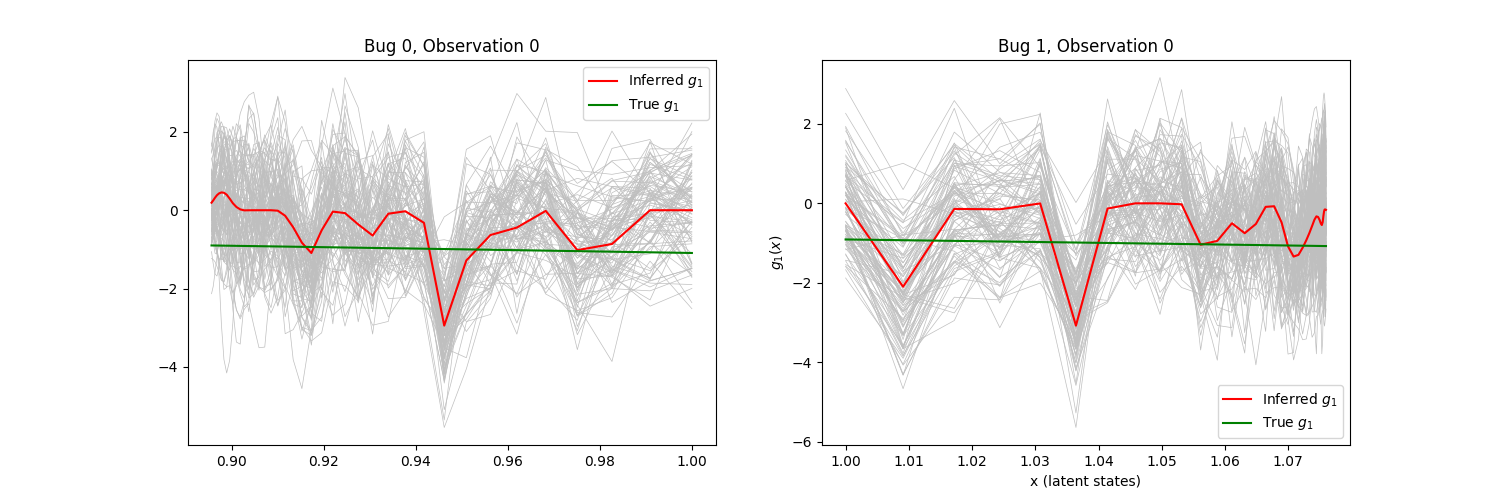 Bug 0, Observation 0
Inferred g₁
True g₁
2
0
−2
−4
0.90 0.92 0.94 0.96 0.98 1.00
Bug 1, Observation 0
g₁(x)
2
0
−2
−4
−6
Inferred g₁
True g₁
1.00 1.01 1.02 1.03 1.04 1.05 1.06 1.07
x (latent states)